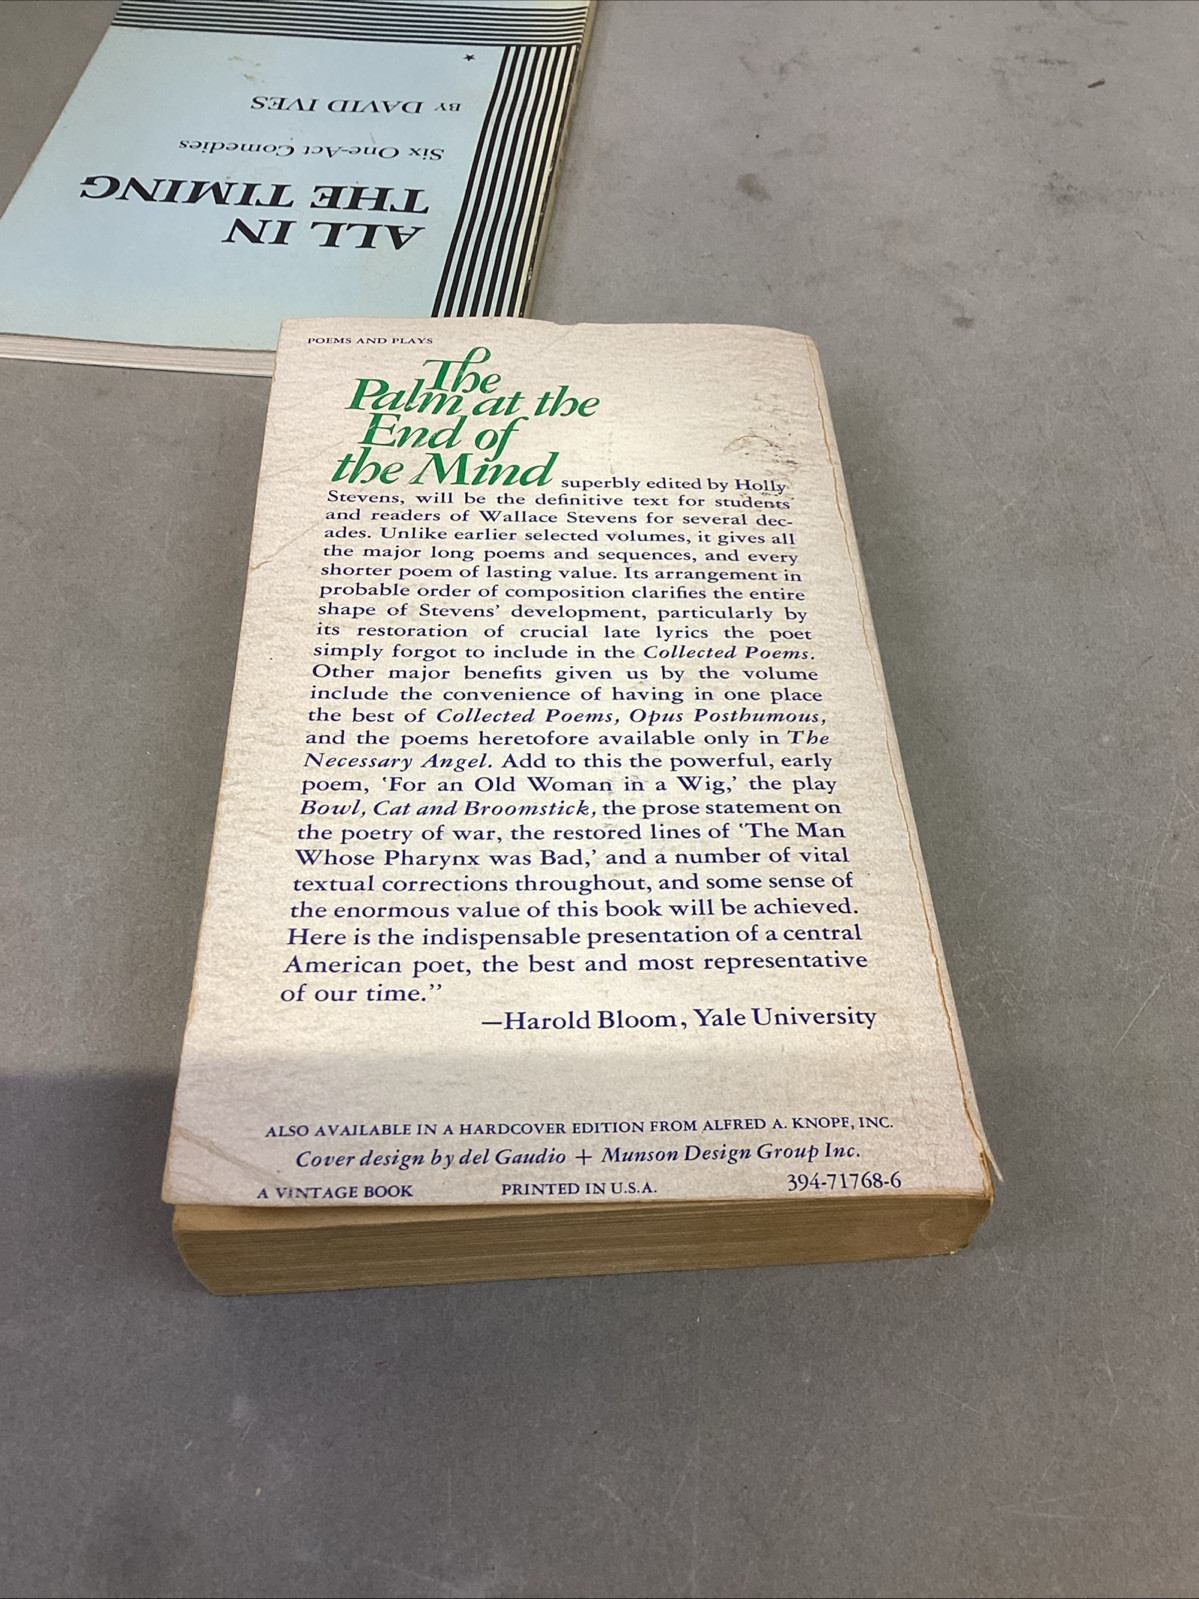 ALL IN
THE TIMING
Six One-Act Comedies
BY DAVID IVES
POEMS AND PLAYS
The
Palm at the
End of
the Mind superbly edited by Holly
Stevens, will be the definitive text for students
and readers of Wallace Stevens for several dec-
ades. Unlike earlier selected volumes, it gives all
the major long poems and sequences, and every
shorter poem of lasting value. Its arrangement in
probable order of composition clarifies the entire
shape of Stevens' development, particularly by
its restoration of crucial late lyrics the poet
simply forgot to include in the Collected Poems.
Other major benefits given us by the volume
include the convenience of having in one place
the best of Collected Poems, Opus Posthumous,
and the poems heretofore available only in The
Necessary Angel. Add to this the powerful, early
poem, 'For an Old Woman in a Wig,' the play
Bowl, Cat and Broomstick, the prose statement on
the poetry of war, the restored lines of 'The Man
Whose Pharynx was Bad,' and a number of vital
textual corrections throughout, and some sense of
the enormous value of this book will be achieved.
Here is the indispensable presentation of a central
American poet, the best and most representative
of our time.”
—Harold Bloom, Yale University
ALSO AVAILABLE IN A HARDCOVER EDITION FROM ALFRED A. KNOPF, INC.
Cover design by del Gaudio + Munson Design Group Inc.
A VINTAGE BOOK PRINTED IN U.S.A. 394-71768-6